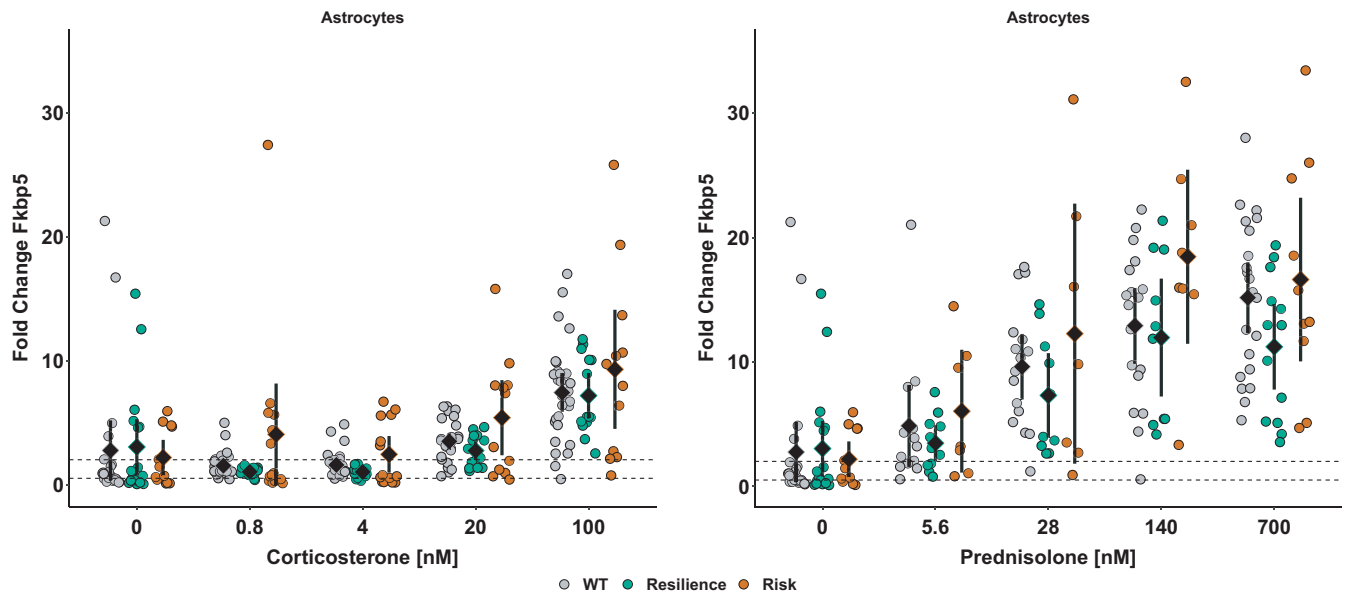 Astrocytes
Fold Change Fkbp5
30
20
10
0
0 0.8 4 20 100
Corticosterone [nM]
Astrocytes
Fold Change Fkbp5
30
20
10
0
0 5.6 28 140 700
Prednisolone [nM]
WT Resilience Risk